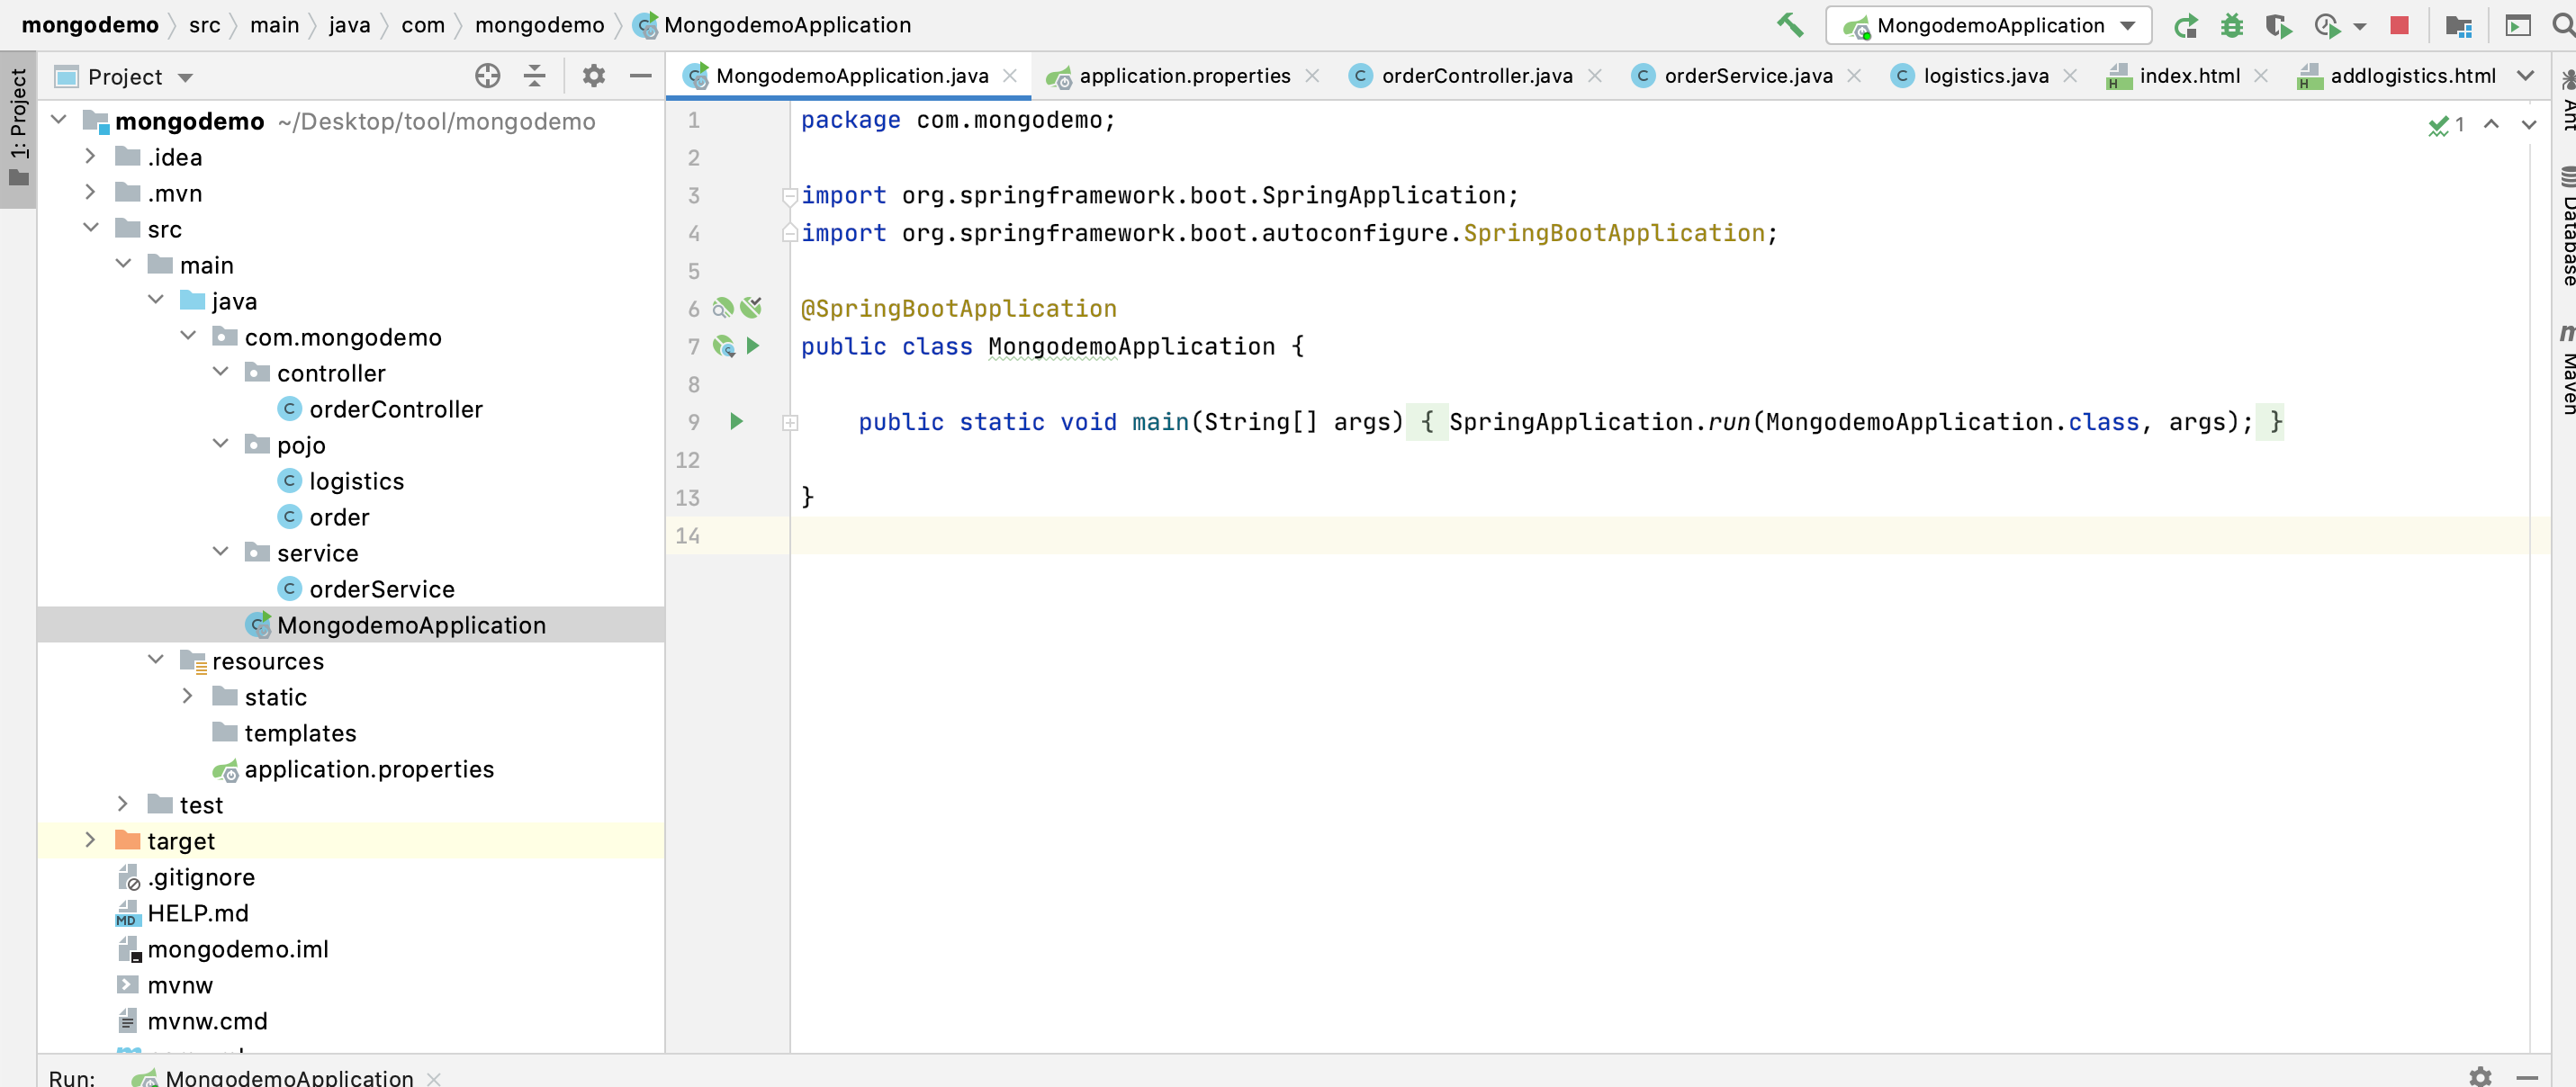 mongodemo src main java com mongodemo MongodemoApplication MongodemoApplication
1: Project
Project
MongodemoApplication.java application.properties orderController.java orderService.java logistics.java index.html addlogistics.html
mongodemo ~/Desktop/tool/mongodemo
.idea
.mvn
src
main
java
com.mongodemo
controller
orderController
pojo
logistics
order
service
orderService
MongodemoApplication
resources
static
templates
application.properties
test
target
.gitignore
MD HELP.md
mongodemo.iml
mvnw
mvnw.cmd
1 package com.mongodemo;
2
3 import org.springframework.boot.SpringApplication;
4 import org.springframework.boot.autoconfigure.SpringBootApplication;
5
6 @SpringBootApplication
7 public class MongodemoApplication {
8
9 public static void main(String[] args) { SpringApplication.run(MongodemoApplication.class, args); }
12
13 }
14
1
Ant
Database
Maven
Run: MongodemoApplication